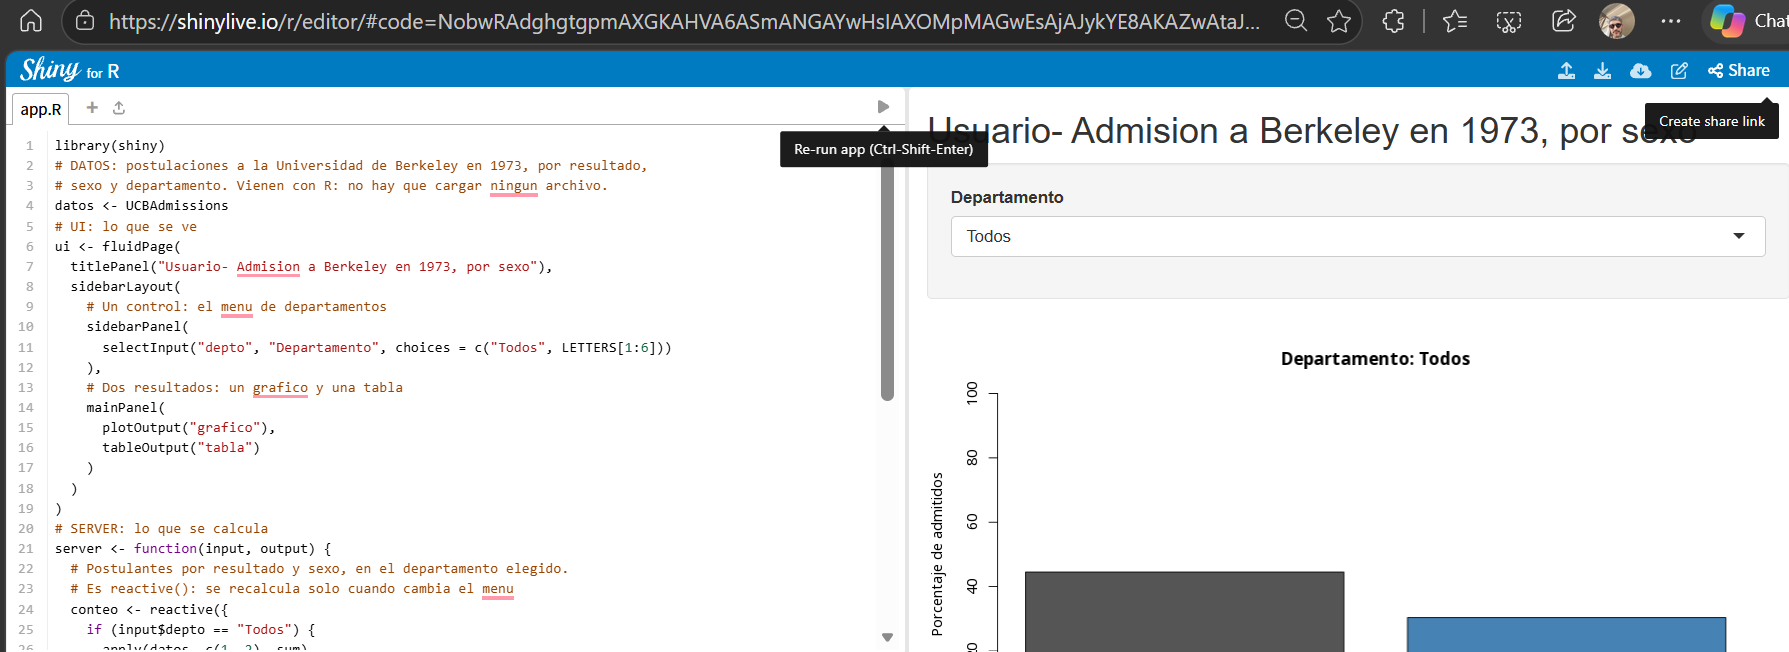 https://shinylive.io/r/editor/#code=NobwRAdghgtgpmAXGKAHVA6ASmANGAYwHsIAXOMpMAGwEsAjAJykYE8AKAZwAtaJ...
Chat
Shiny for R
Share
app.R
Create share link
Re-run app (Ctrl-Shift-Enter)
1 library(shiny)
2 # DATOS: postulaciones a la Universidad de Berkeley en 1973, por resultado,
3 # sexo y departamento. Vienen con R: no hay que cargar ningun archivo.
4 datos <- UCBAdmissions
5 # UI: lo que se ve
6 ui <- fluidPage(
7 titlePanel("Usuario- Admision a Berkeley en 1973, por sexo"),
8 sidebarLayout(
9 # Un control: el menu de departamentos
10 sidebarPanel(
11 selectInput("depto", "Departamento", choices = c("Todos", LETTERS[1:6]))
12 ),
13 # Dos resultados: un grafico y una tabla
14 mainPanel(
15 plotOutput("grafico"),
16 tableOutput("tabla")
17 )
18 )
19 )
20 # SERVER: lo que se calcula
21 server <- function(input, output) {
22 # Postulantes por resultado y sexo, en el departamento elegido.
23 # Es reactive(): se recalcula solo cuando cambia el menu
24 conteo <- reactive({
25 if (input$depto == "Todos") {
26 apply(datos, c(1, 2), sum)
Usuario- Admision a Berkeley en 1973, por sexo
Departamento
Todos
Departamento: Todos
Porcentaje de admitidos
100
80
60
40
20